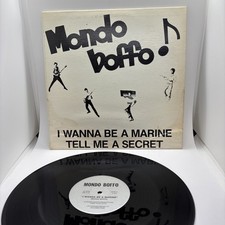 Mondo
boffo!
I WANNA BE A MARINE
TELL ME A SECRET
MONDO BOFFO